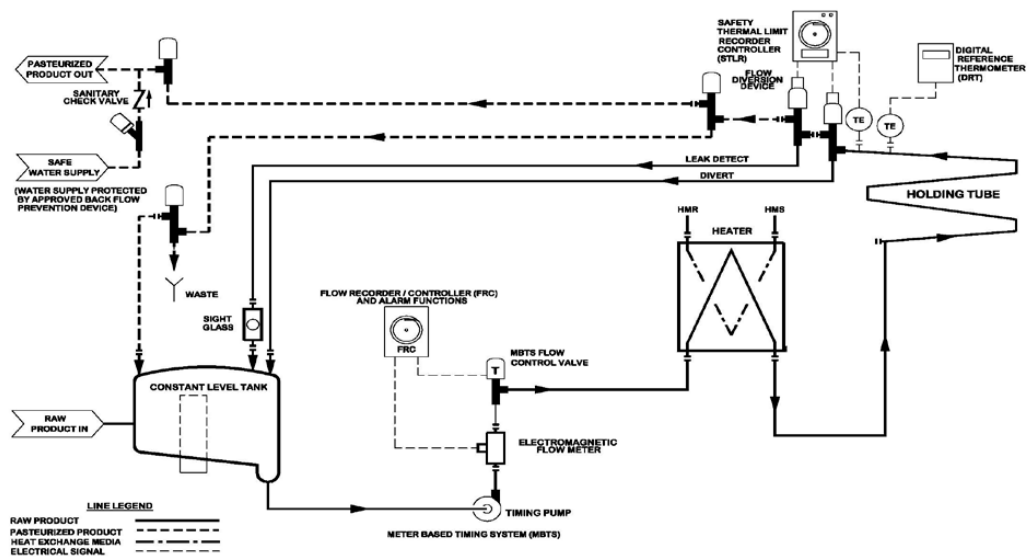 SAFETY
THERMAL LIMIT
RECORDER
CONTROLLER
(STLR)
PASTEURIZED
PRODUCT OUT
DIGITAL
REFERENCE
THERMOMETER
(DRT)
SANITARY
CHECK VALVE
FLOW
DIVERSION
DEVICE
TE
TE
SAFE
WATER SUPPLY
LEAK DETECT
DIVERT
(WATER SUPPLY PROTECTED
BY APPROVED BACK FLOW
PREVENTION DEVICE)
HOLDING TUBE
HMR
HMS
HEATER
WASTE
FLOW RECORDER / CONTROLLER (FRC)
AND ALARM FUNCTIONS
SIGHT
GLASS
FRC
MBTS FLOW
CONTROL VALVE
T
CONSTANT LEVEL TANK
RAW
PRODUCT IN
ELECTROMAGNETIC
FLOW METER
LINE LEGEND
TIMING PUMP
RAW PRODUCT
PASTEURIZED PRODUCT
HEAT EXCHANGE MEDIA
ELECTRICAL SIGNAL
METER BASED TIMING SYSTEM (MBTS)